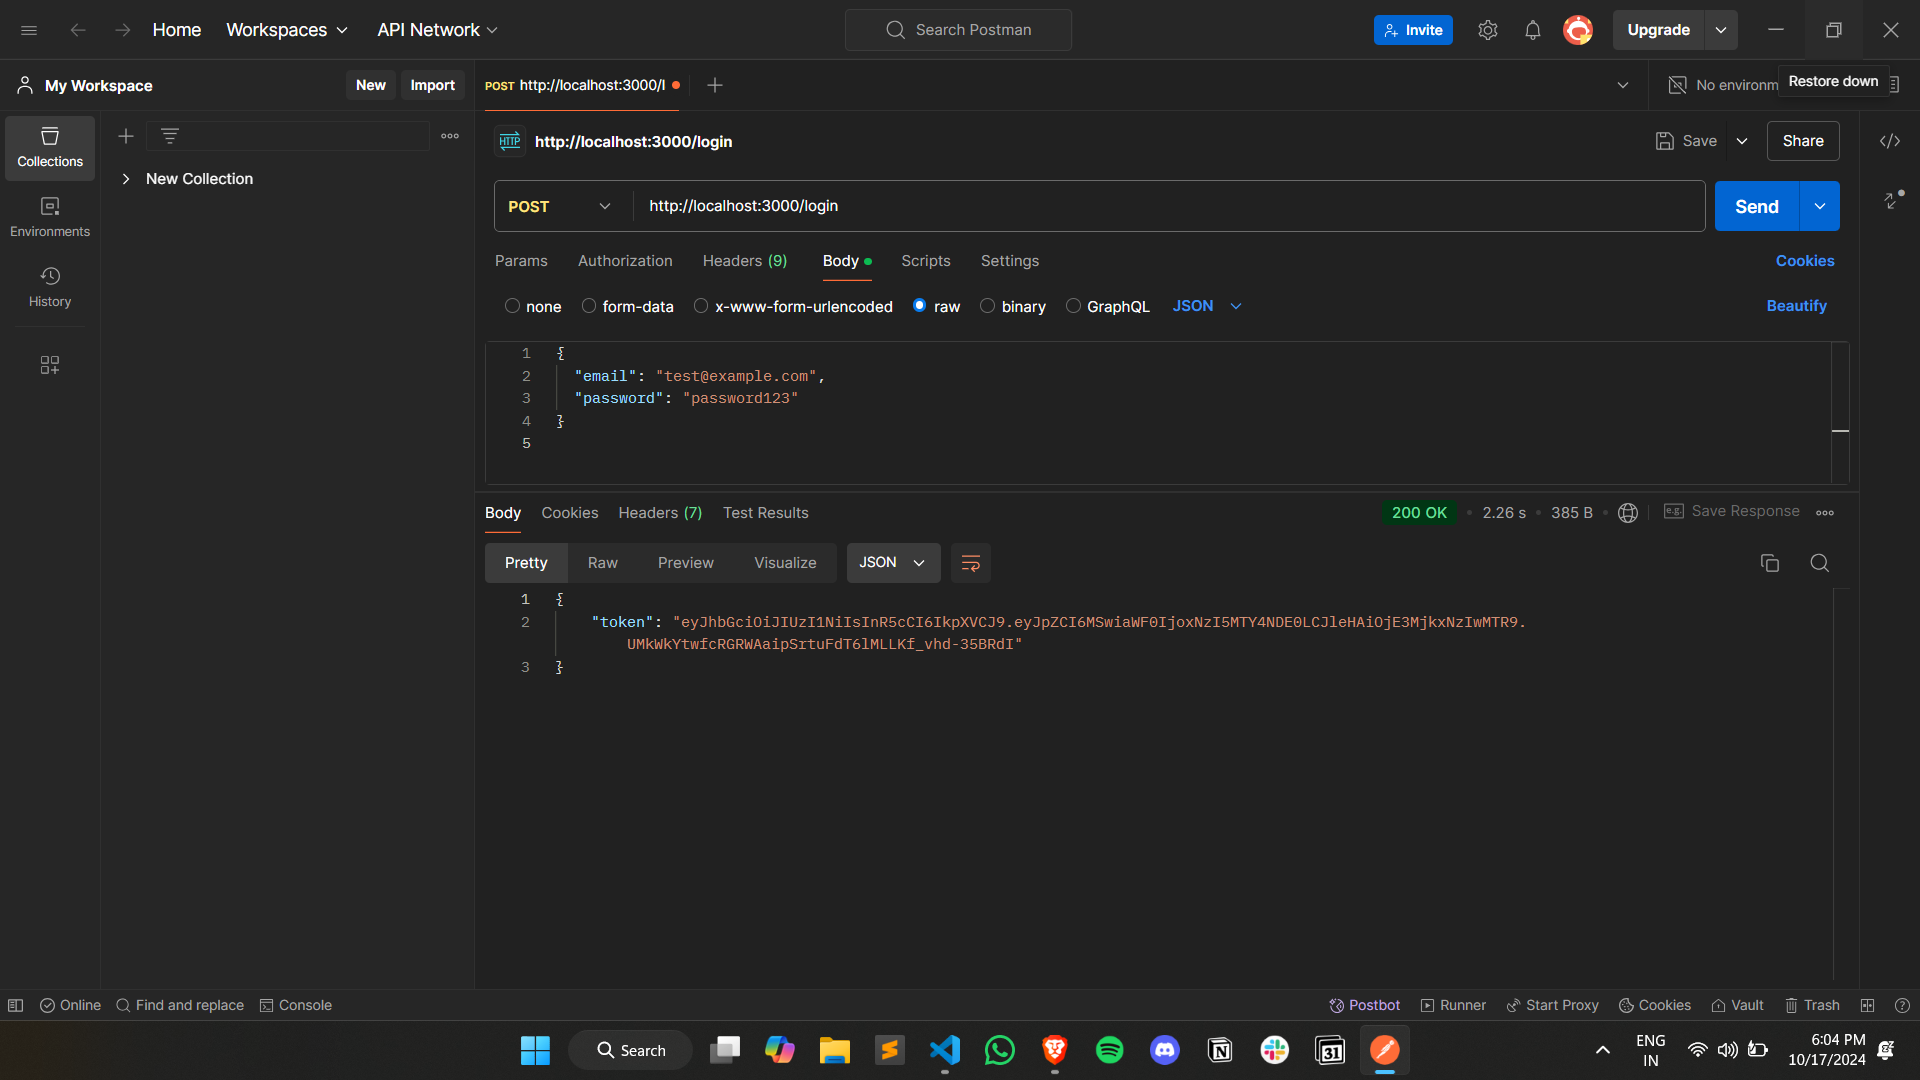 Home
Workspaces
API Network
Search Postman
Invite
Upgrade
My Workspace
New
Import
POST http://localhost:3000/l
No environm
Restore down
Collections
Environments
History
New Collection
HTTP
http://localhost:3000/login
Save
Share
POST
http://localhost:3000/login
Send
Params
Authorization
Headers (9)
Body
Scripts
Settings
Cookies
none
form-data
x-www-form-urlencoded
raw
binary
GraphQL
JSON
Beautify
1 {
2 "email": "test@example.com",
3 "password": "password123"
4 }
5
Body
Cookies
Headers (7)
Test Results
200 OK
2.26 s
385 B
e.g.
Save Response
Pretty
Raw
Preview
Visualize
JSON
1 {
2 "token": "eyJhbGciOiJIUzI1NiIsInR5cCI6IkpXVCJ9.eyJpZCI6MSwiaWF0IjoxNzI5MTY4NDE0LCJleHAiOjE3MjkxNzIwMTR9.
UMkWkYtwfcRGRWAaipSrtuFdT6lMLLKf_vhd-35BRdI"
3 }
Online
Find and replace
Console
Postbot
Runner
Start Proxy
Cookies
Vault
Trash
Search
31
ENG
IN
6:04 PM
10/17/2024